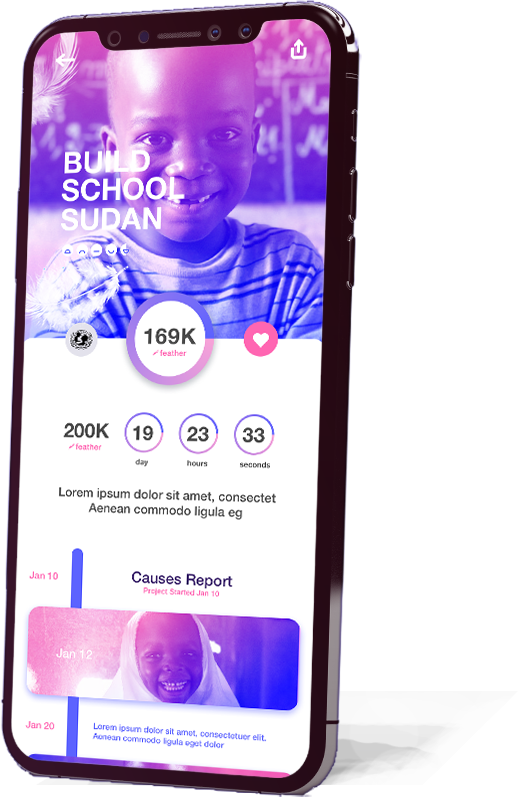 BUILD
SCHOOL
SUDAN
169K
feather
200K
feather
19
day
23
hours
33
seconds
Lorem ipsum dolor sit amet, consectet
Aenean commodo ligula eg
Jan 10
Causes Report
Project Started Jan 10
Jan 12
Jan 20
Lorem ipsum dolor sit amet, consectetuer elit.
Aenean commodo ligula eget dolor